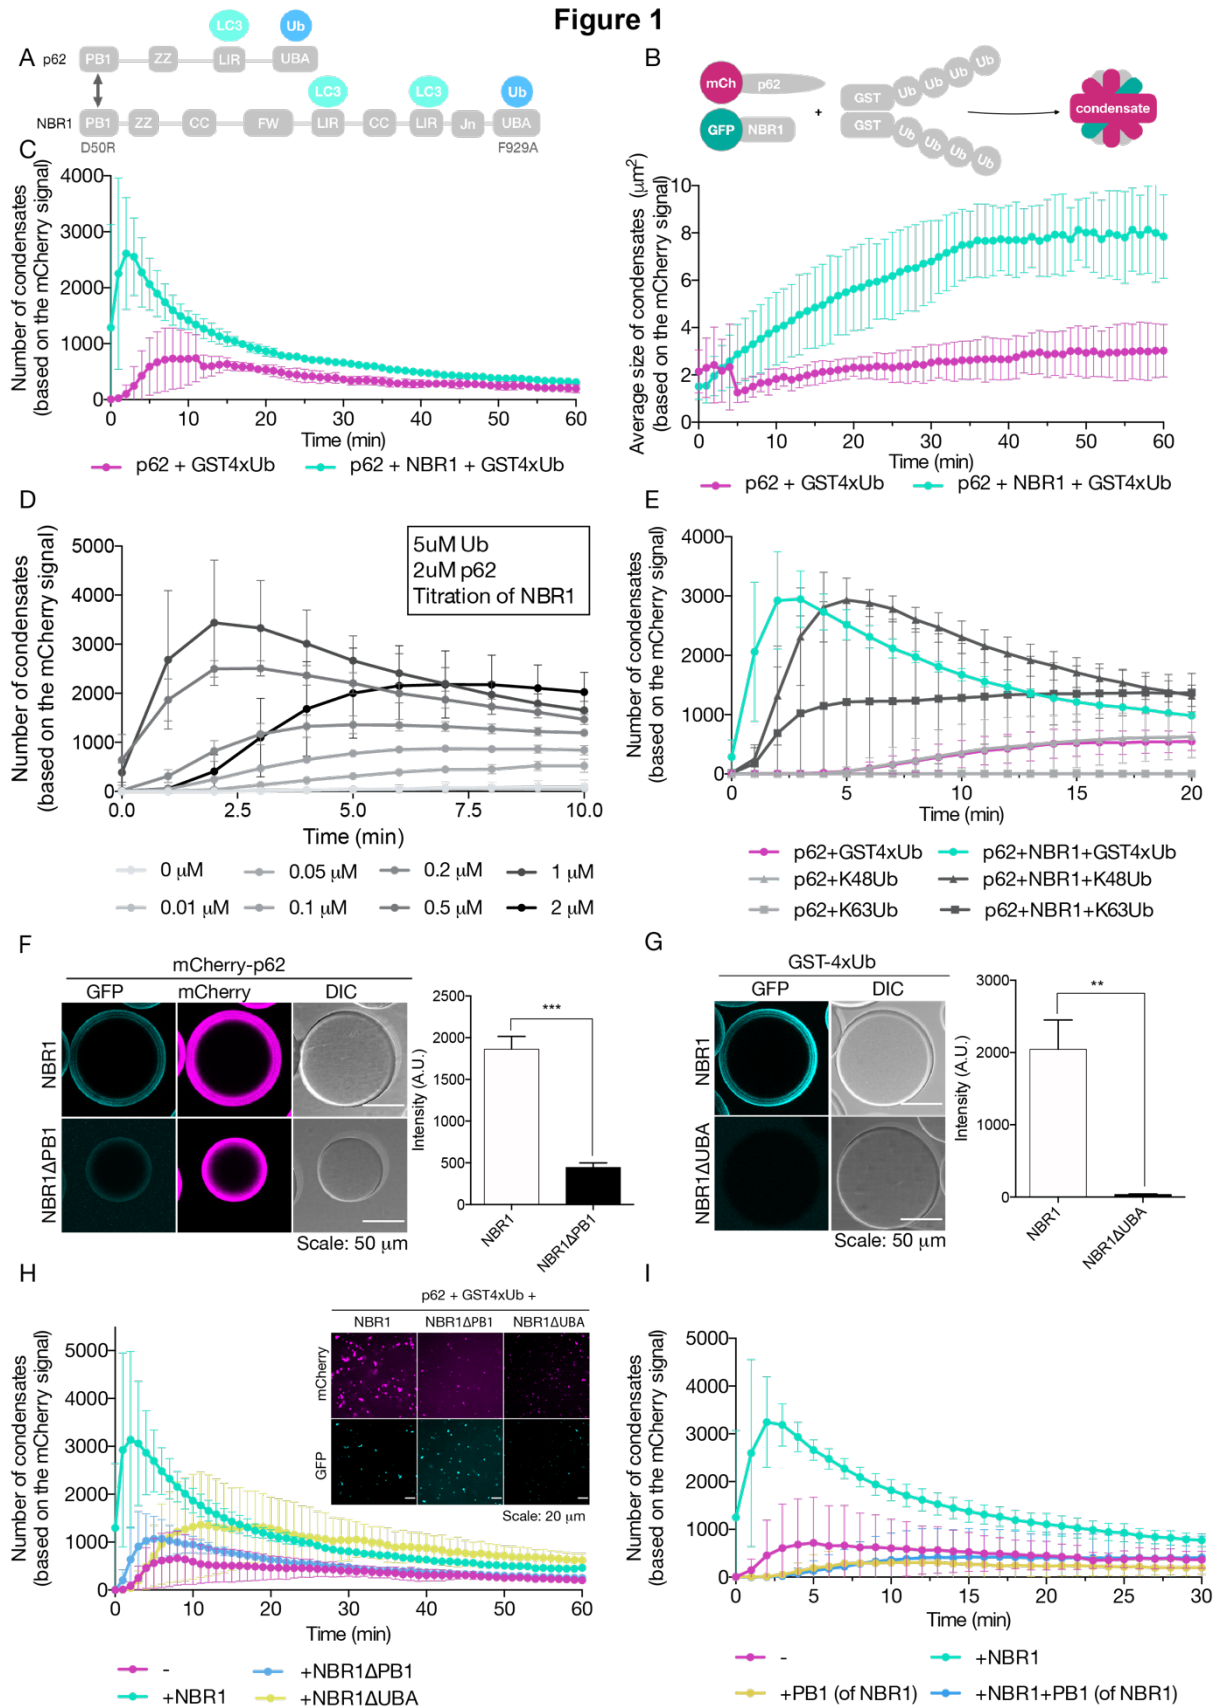 Figure 1
A
LC3
Ub
p62
PB1
ZZ
LIR
UBA
LC3
LC3
Ub
NBR1
PB1
ZZ
CC
FW
LIR
CC
LIR
Jn
UBA
D50R
F929A
B
mCh
p62
GFP
NBR1
+
GST
Ub
Ub
Ub
Ub
GST
Ub
Ub
Ub
Ub
condensate
C
Number of condensates
(based on the mCherry signal)
4000
3000
2000
1000
0
0
10
20
30
40
50
60
Time (min)
p62 + GST4xUb
p62 + NBR1 + GST4xUb
Average size of condensates (μm²)
(based on the mCherry signal)
10
8
6
4
2
0
0
10
20
30
40
50
60
Time (min)
p62 + GST4xUb
p62 + NBR1 + GST4xUb
D
Number of condensates
(based on the mCherry signal)
5000
4000
3000
2000
1000
0
0.0
2.5
5.0
7.5
10.0
Time (min)
5uM Ub
2uM p62
Titration of NBR1
0 μM
0.05 μM
0.2 μM
1 μM
0.01 μM
0.1 μM
0.5 μM
2 μM
E
Number of condensates
(based on the mCherry signal)
4000
3000
2000
1000
0
0
5
10
15
20
Time (min)
p62+GST4xUb
p62+NBR1+GST4xUb
p62+K48Ub
p62+NBR1+K48Ub
p62+K63Ub
p62+NBR1+K63Ub
F
mCherry-p62
GFP
mCherry
DIC
NBR1
NBR1ΔPB1
Scale: 50 μm
Intensity (A.U.)
2500
2000
1500
1000
500
0
***
NBR1
NBR1ΔPB1
G
GST-4xUb
GFP
DIC
NBR1
NBR1ΔUBA
Scale: 50 μm
Intensity (A.U.)
3000
2000
1000
0
**
NBR1
NBR1ΔUBA
H
Number of condensates
(based on the mCherry signal)
5000
4000
3000
2000
1000
0
0
10
20
30
40
50
60
Time (min)
p62 + GST4xUb +
NBR1
NBR1ΔPB1
NBR1ΔUBA
mCherry
GFP
Scale: 20 μm
-
+NBR1ΔPB1
+NBR1
+NBR1ΔUBA
I
Number of condensates
(based on the mCherry signal)
5000
4000
3000
2000
1000
0
0
5
10
15
20
25
30
Time (min)
-
+NBR1
+PB1 (of NBR1)
+NBR1+PB1 (of NBR1)